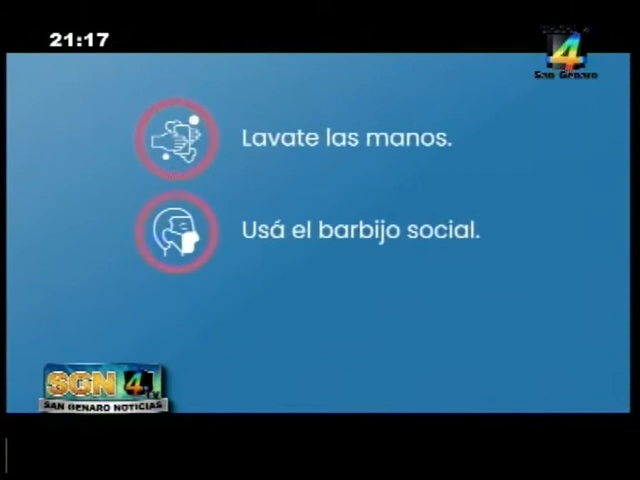 21:17
4
San Genaro
Lavate las manos.
Usá el barbijo social.
SGN 4
SAN GENARO NOTICIAS